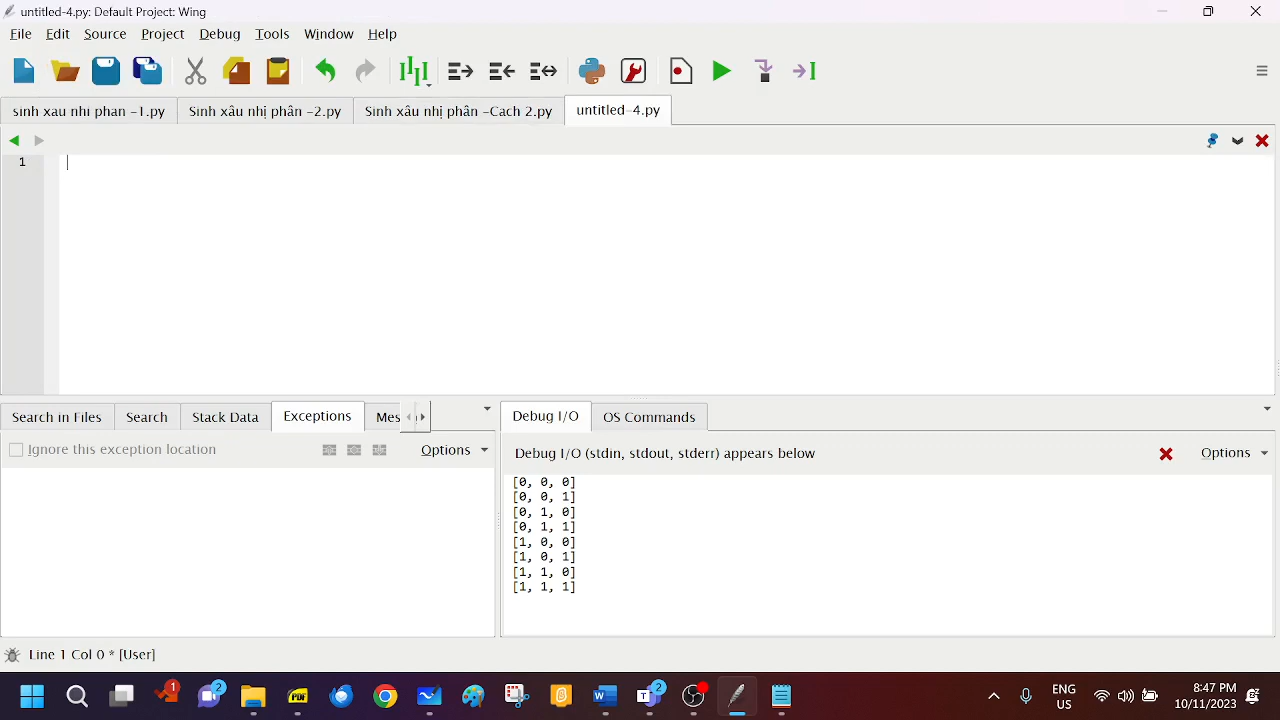 untitled-4.py: Default Project: Wing
File Edit Source Project Debug Tools Window Help
sinh xau nhi phan -1.py Sinh xâu nhị phân -2.py Sinh xâu nhị phân -Cach 2.py untitled-4.py
1
Search in Files Search Stack Data Exceptions Mes
Debug I/O OS Commands
Ignore this exception location Options
Debug I/O (stdin, stdout, stderr) appears below Options
[0, 0, 0]
[0, 0, 1]
[0, 1, 0]
[0, 1, 1]
[1, 0, 0]
[1, 0, 1]
[1, 1, 0]
[1, 1, 1]
Line 1 Col 0 * [User]
1 2 PDF W T 2
ENG
US
8:47 PM
10/11/2023